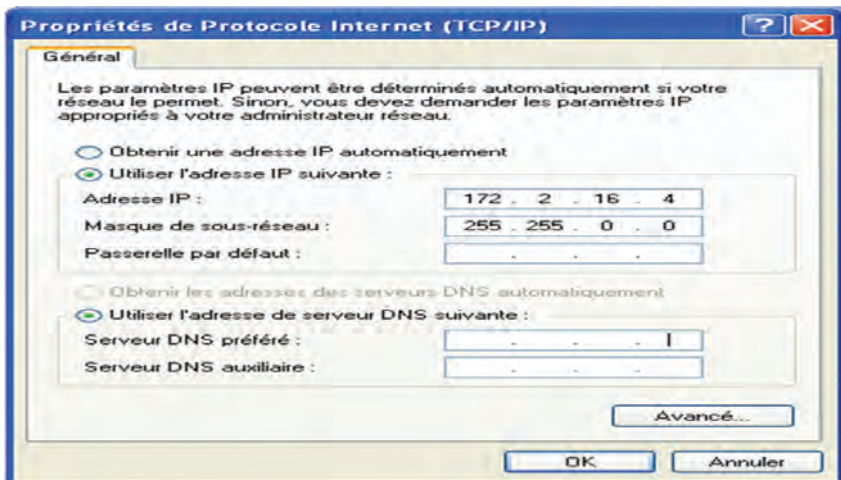 Propriétés de Protocole Internet (TCP/IP)
Général
Les paramètres IP peuvent être déterminés automatiquement si votre
réseau le permet. Sinon, vous devez demander les paramètres IP
appropriés à votre administrateur réseau.
Obtenir une adresse IP automatiquement
Utiliser l'adresse IP suivante :
Adresse IP : 172 . 2 . 16 . 4
Masque de sous-réseau : 255 . 255 . 0 . 0
Passerelle par défaut : . . .
Obtenir les adresses des serveurs DNS automatiquement
Utiliser l'adresse de serveur DNS suivante :
Serveur DNS préféré : . . .
Serveur DNS auxiliaire : . . .
Avancé...
OK Annuler